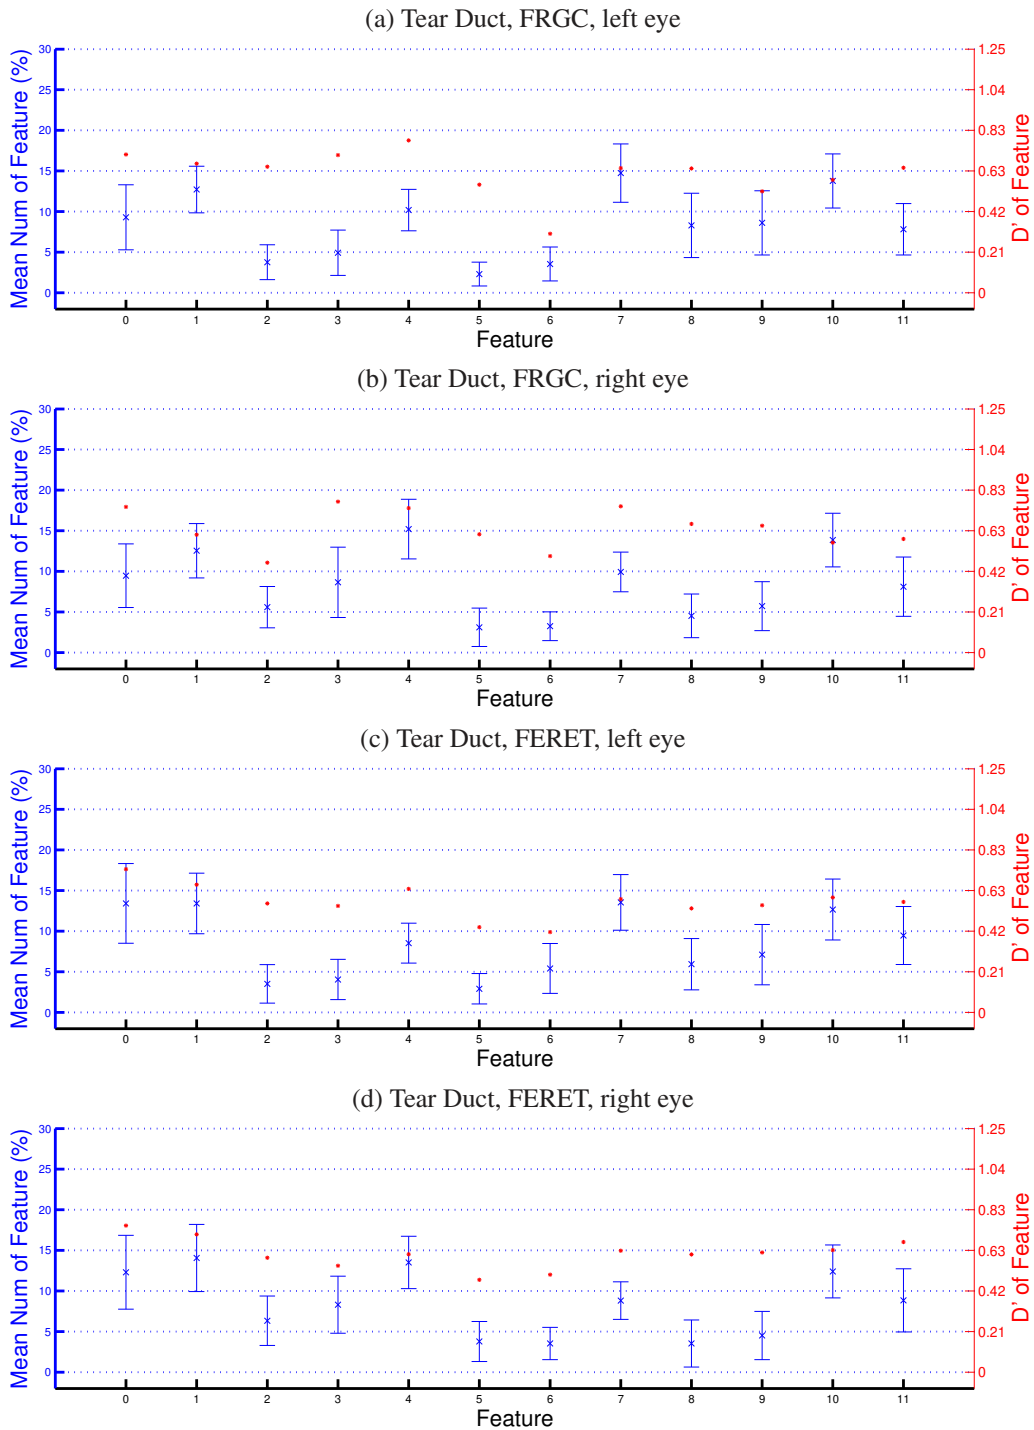 (a) Tear Duct, FRGC, left eye
Mean Num of Feature (%)
30
25
20
15
10
5
0
1.25
1.04
0.83
0.63
0.42
0.21
0
D' of Feature
0 1 2 3 4 5 6 7 8 9 10 11
Feature
(b) Tear Duct, FRGC, right eye
Mean Num of Feature (%)
30
25
20
15
10
5
0
1.25
1.04
0.83
0.63
0.42
0.21
0
D' of Feature
0 1 2 3 4 5 6 7 8 9 10 11
Feature
(c) Tear Duct, FERET, left eye
Mean Num of Feature (%)
30
25
20
15
10
5
0
1.25
1.04
0.83
0.63
0.42
0.21
0
D' of Feature
0 1 2 3 4 5 6 7 8 9 10 11
Feature
(d) Tear Duct, FERET, right eye
Mean Num of Feature (%)
30
25
20
15
10
5
0
1.25
1.04
0.83
0.63
0.42
0.21
0
D' of Feature
0 1 2 3 4 5 6 7 8 9 10 11
Feature